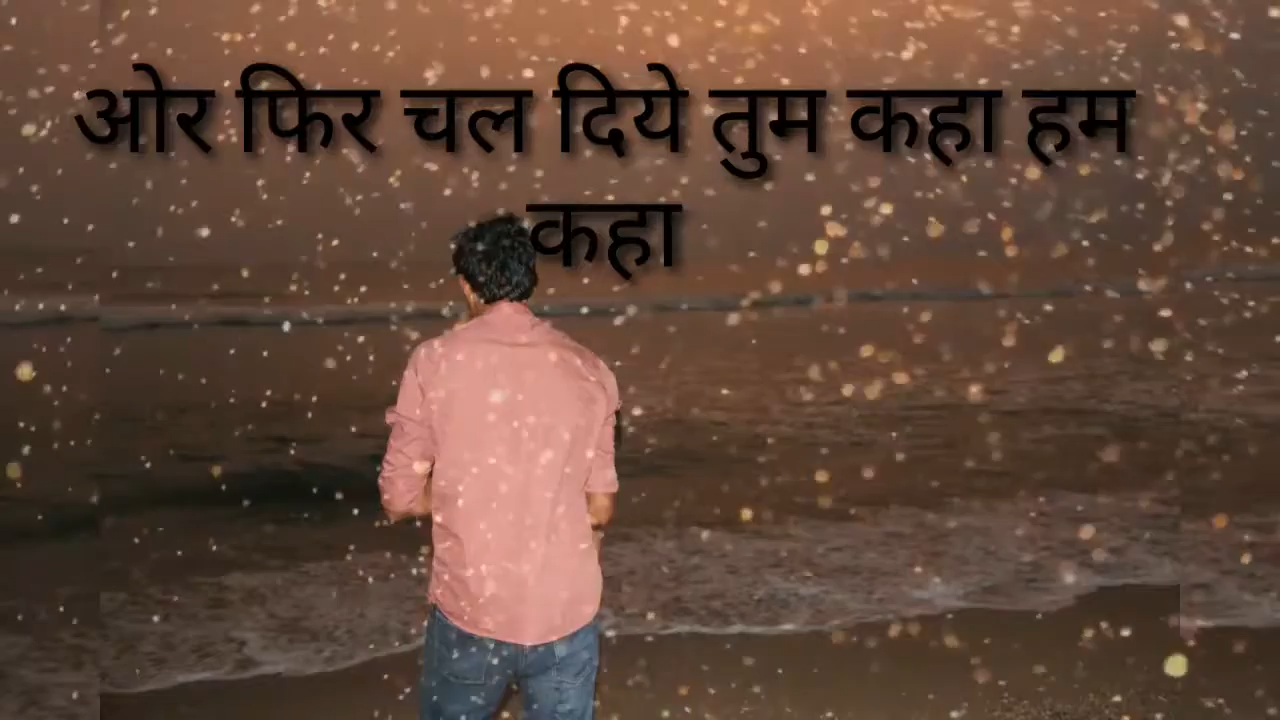 ओर फिर चल दिये तुम कहा हम
कहा